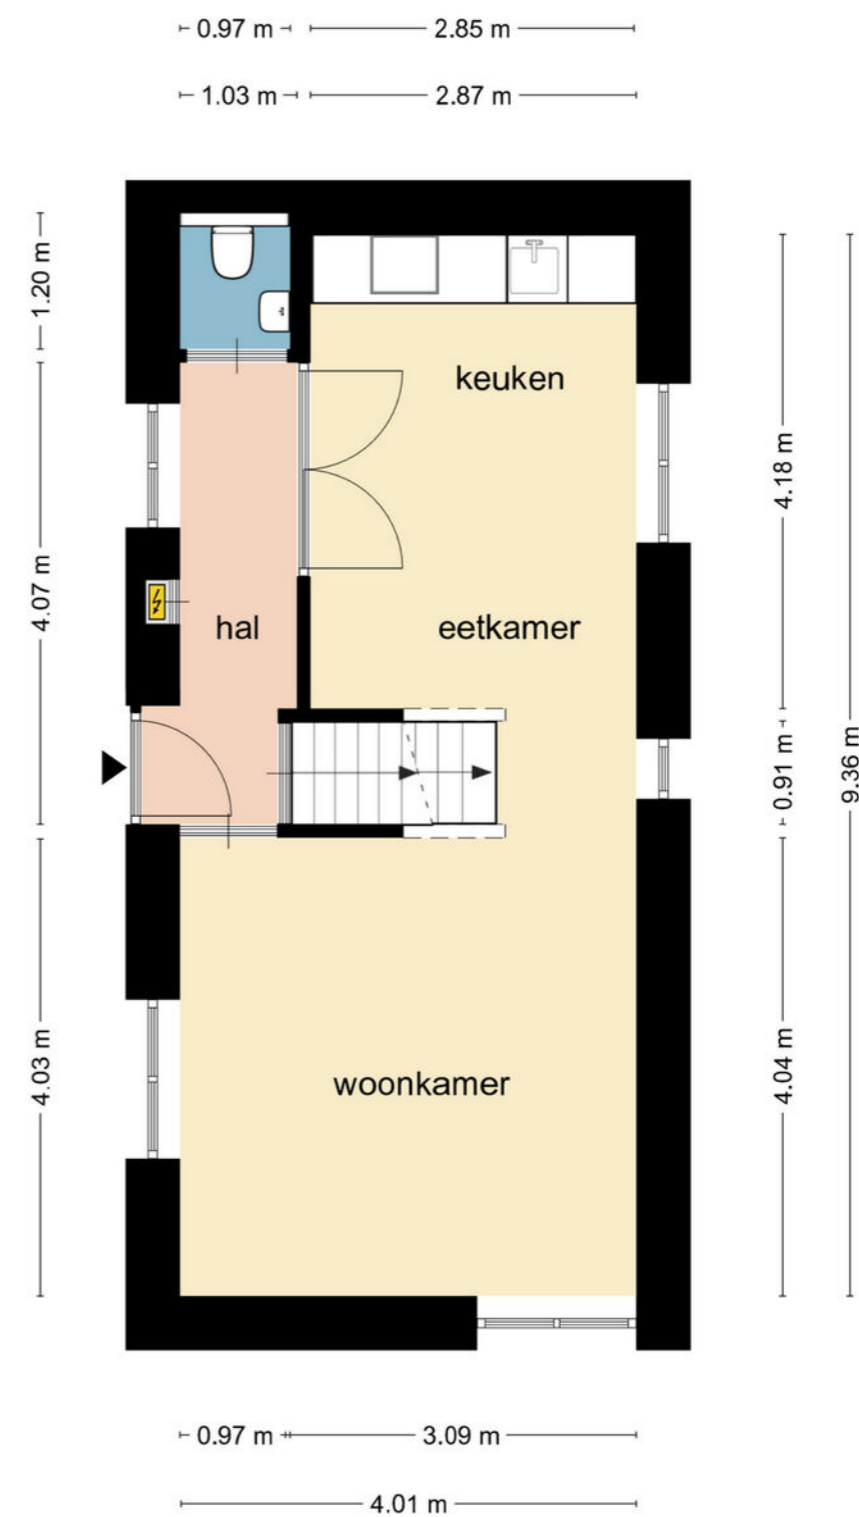 0.97 m 2.85 m
1.03 m 2.87 m
1.20 m
keuken
4.18 m
4.07 m
hal
eetkamer
0.91 m
9.36 m
4.03 m
woonkamer
4.04 m
0.97 m 3.09 m
4.01 m